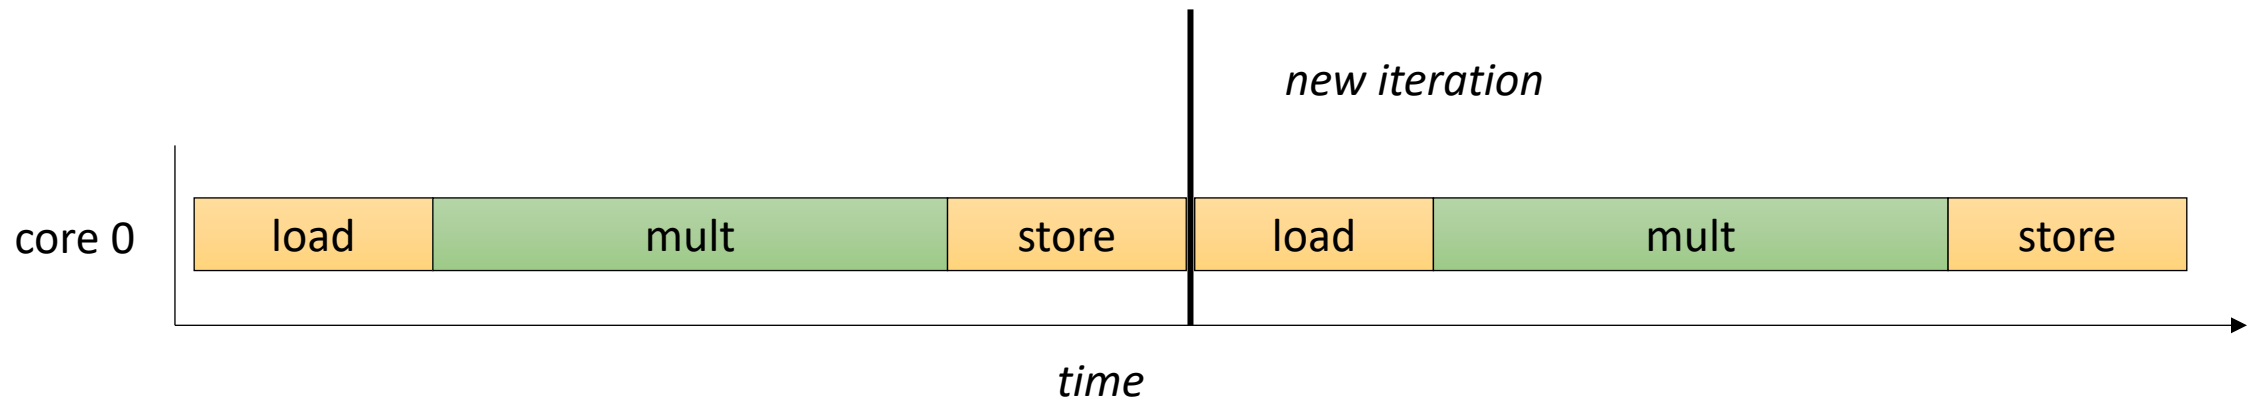 new iteration
core 0 load mult store load mult store
time